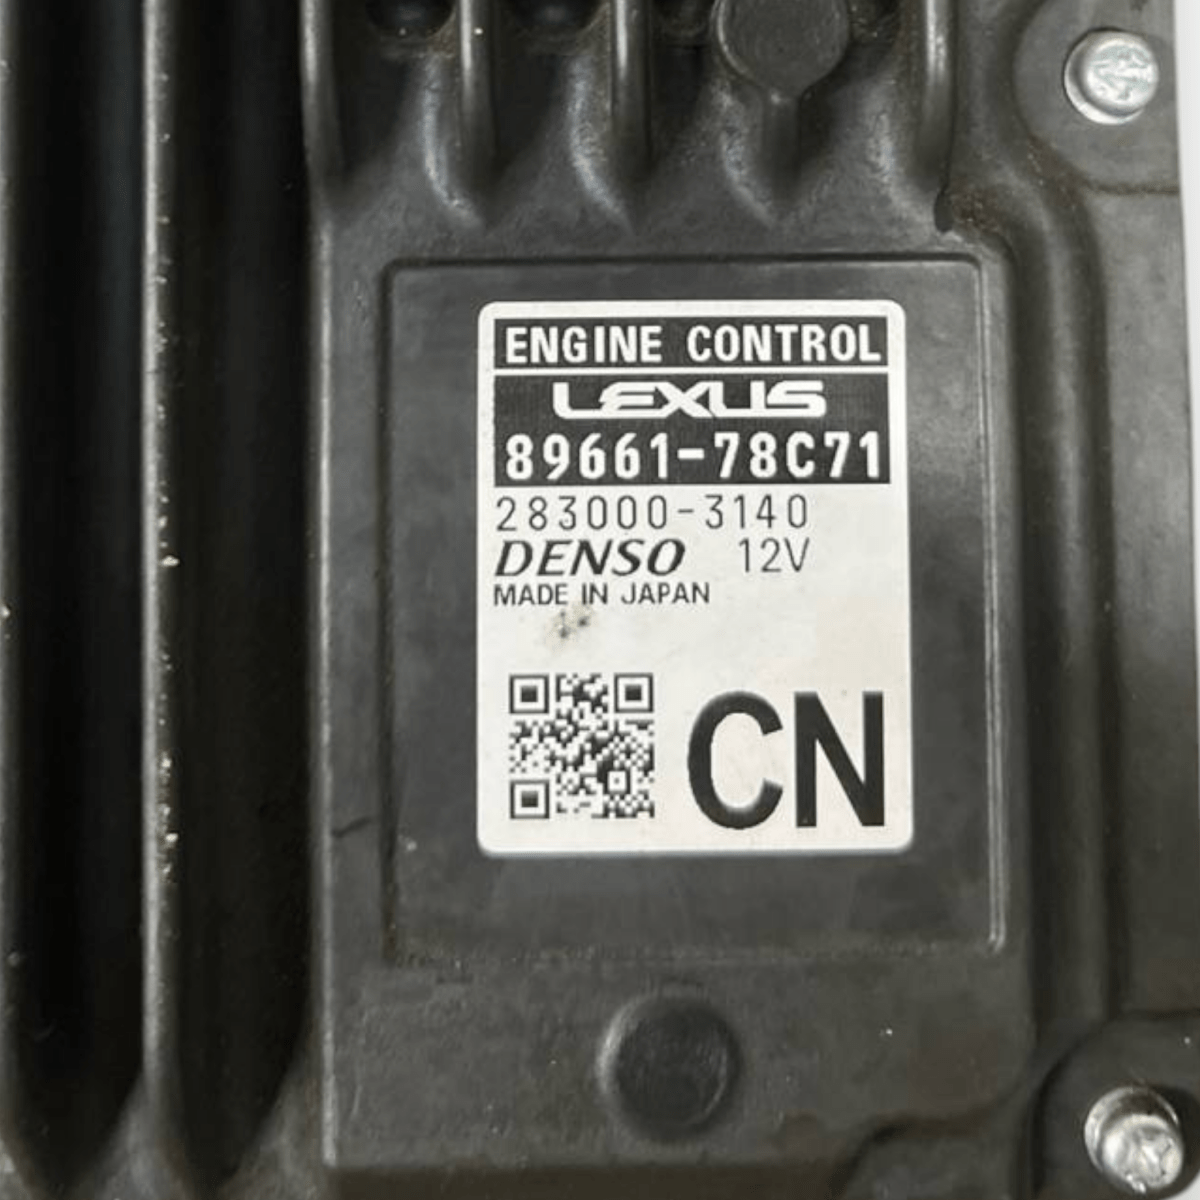 ENGINE CONTROL
LEXUS
89661-78C71
283000-3140
DENSO 12V
MADE IN JAPAN
CN